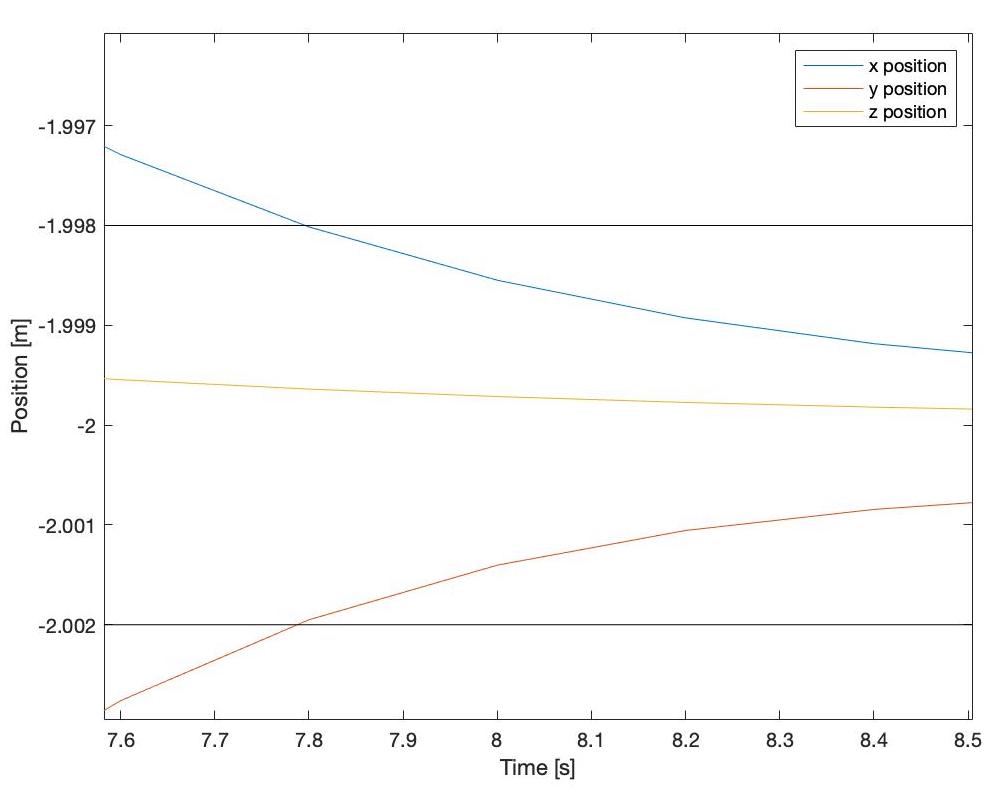 x position
y position
z position
-1.997
-1.998
-1.999
-2
-2.001
-2.002
Position [m]
7.6 7.7 7.8 7.9 8 8.1 8.2 8.3 8.4 8.5
Time [s]